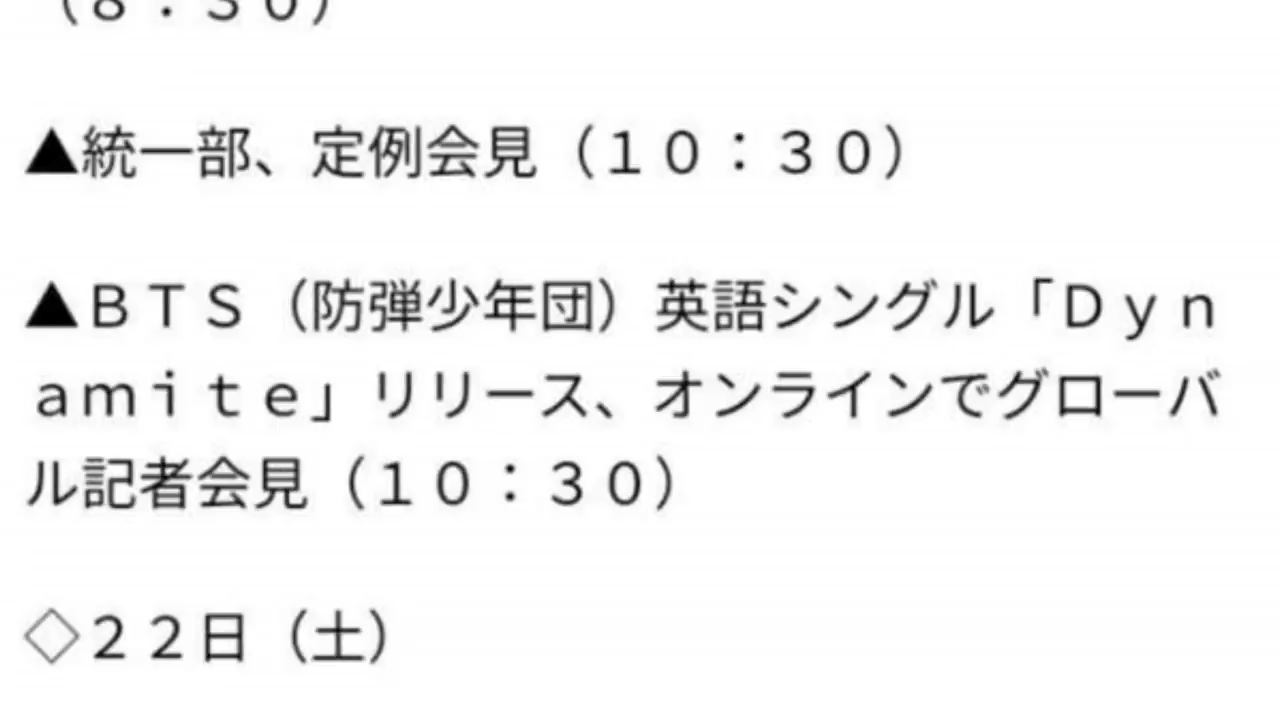 （８：３０）
▲統一部、定例会見（１０：３０）
▲ＢＴＳ（防弾少年団）英語シングル「Ｄｙｎ
ａｍｉｔｅ」リリース、オンラインでグローバ
ル記者会見（１０：３０）
◇２２日（土）